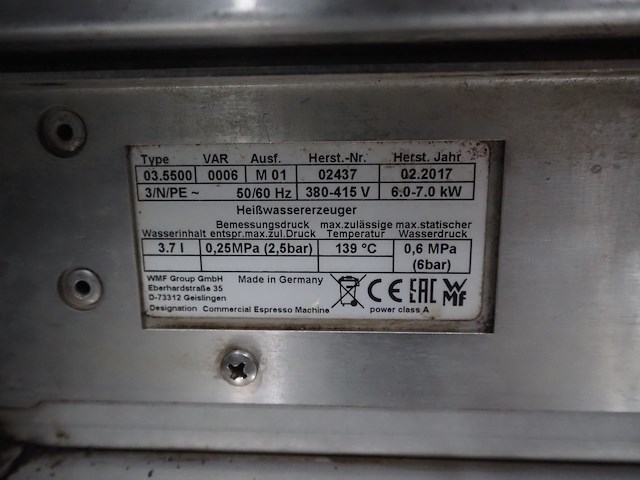 Type VAR Ausf. Herst.-Nr. Herst. Jahr
03.5500 0006 M 01 02437 02.2017
3/N/PE ~ 50/60 Hz 380-415 V 6.0-7.0 kW
Heißwassererzeuger
Bemessungsdruck max.zulässige max.statischer
Wasserinhalt entspr.max.zul.Druck Temperatur Wasserdruck
3.7 l 0,25MPa (2,5bar) 139 °C 0,6 MPa
(6bar)
WMF Group GmbH Made in Germany
Eberhardstraße 35
D-73312 Geislingen
CE EAC WMF
Designation Commercial Espresso Machine power class A